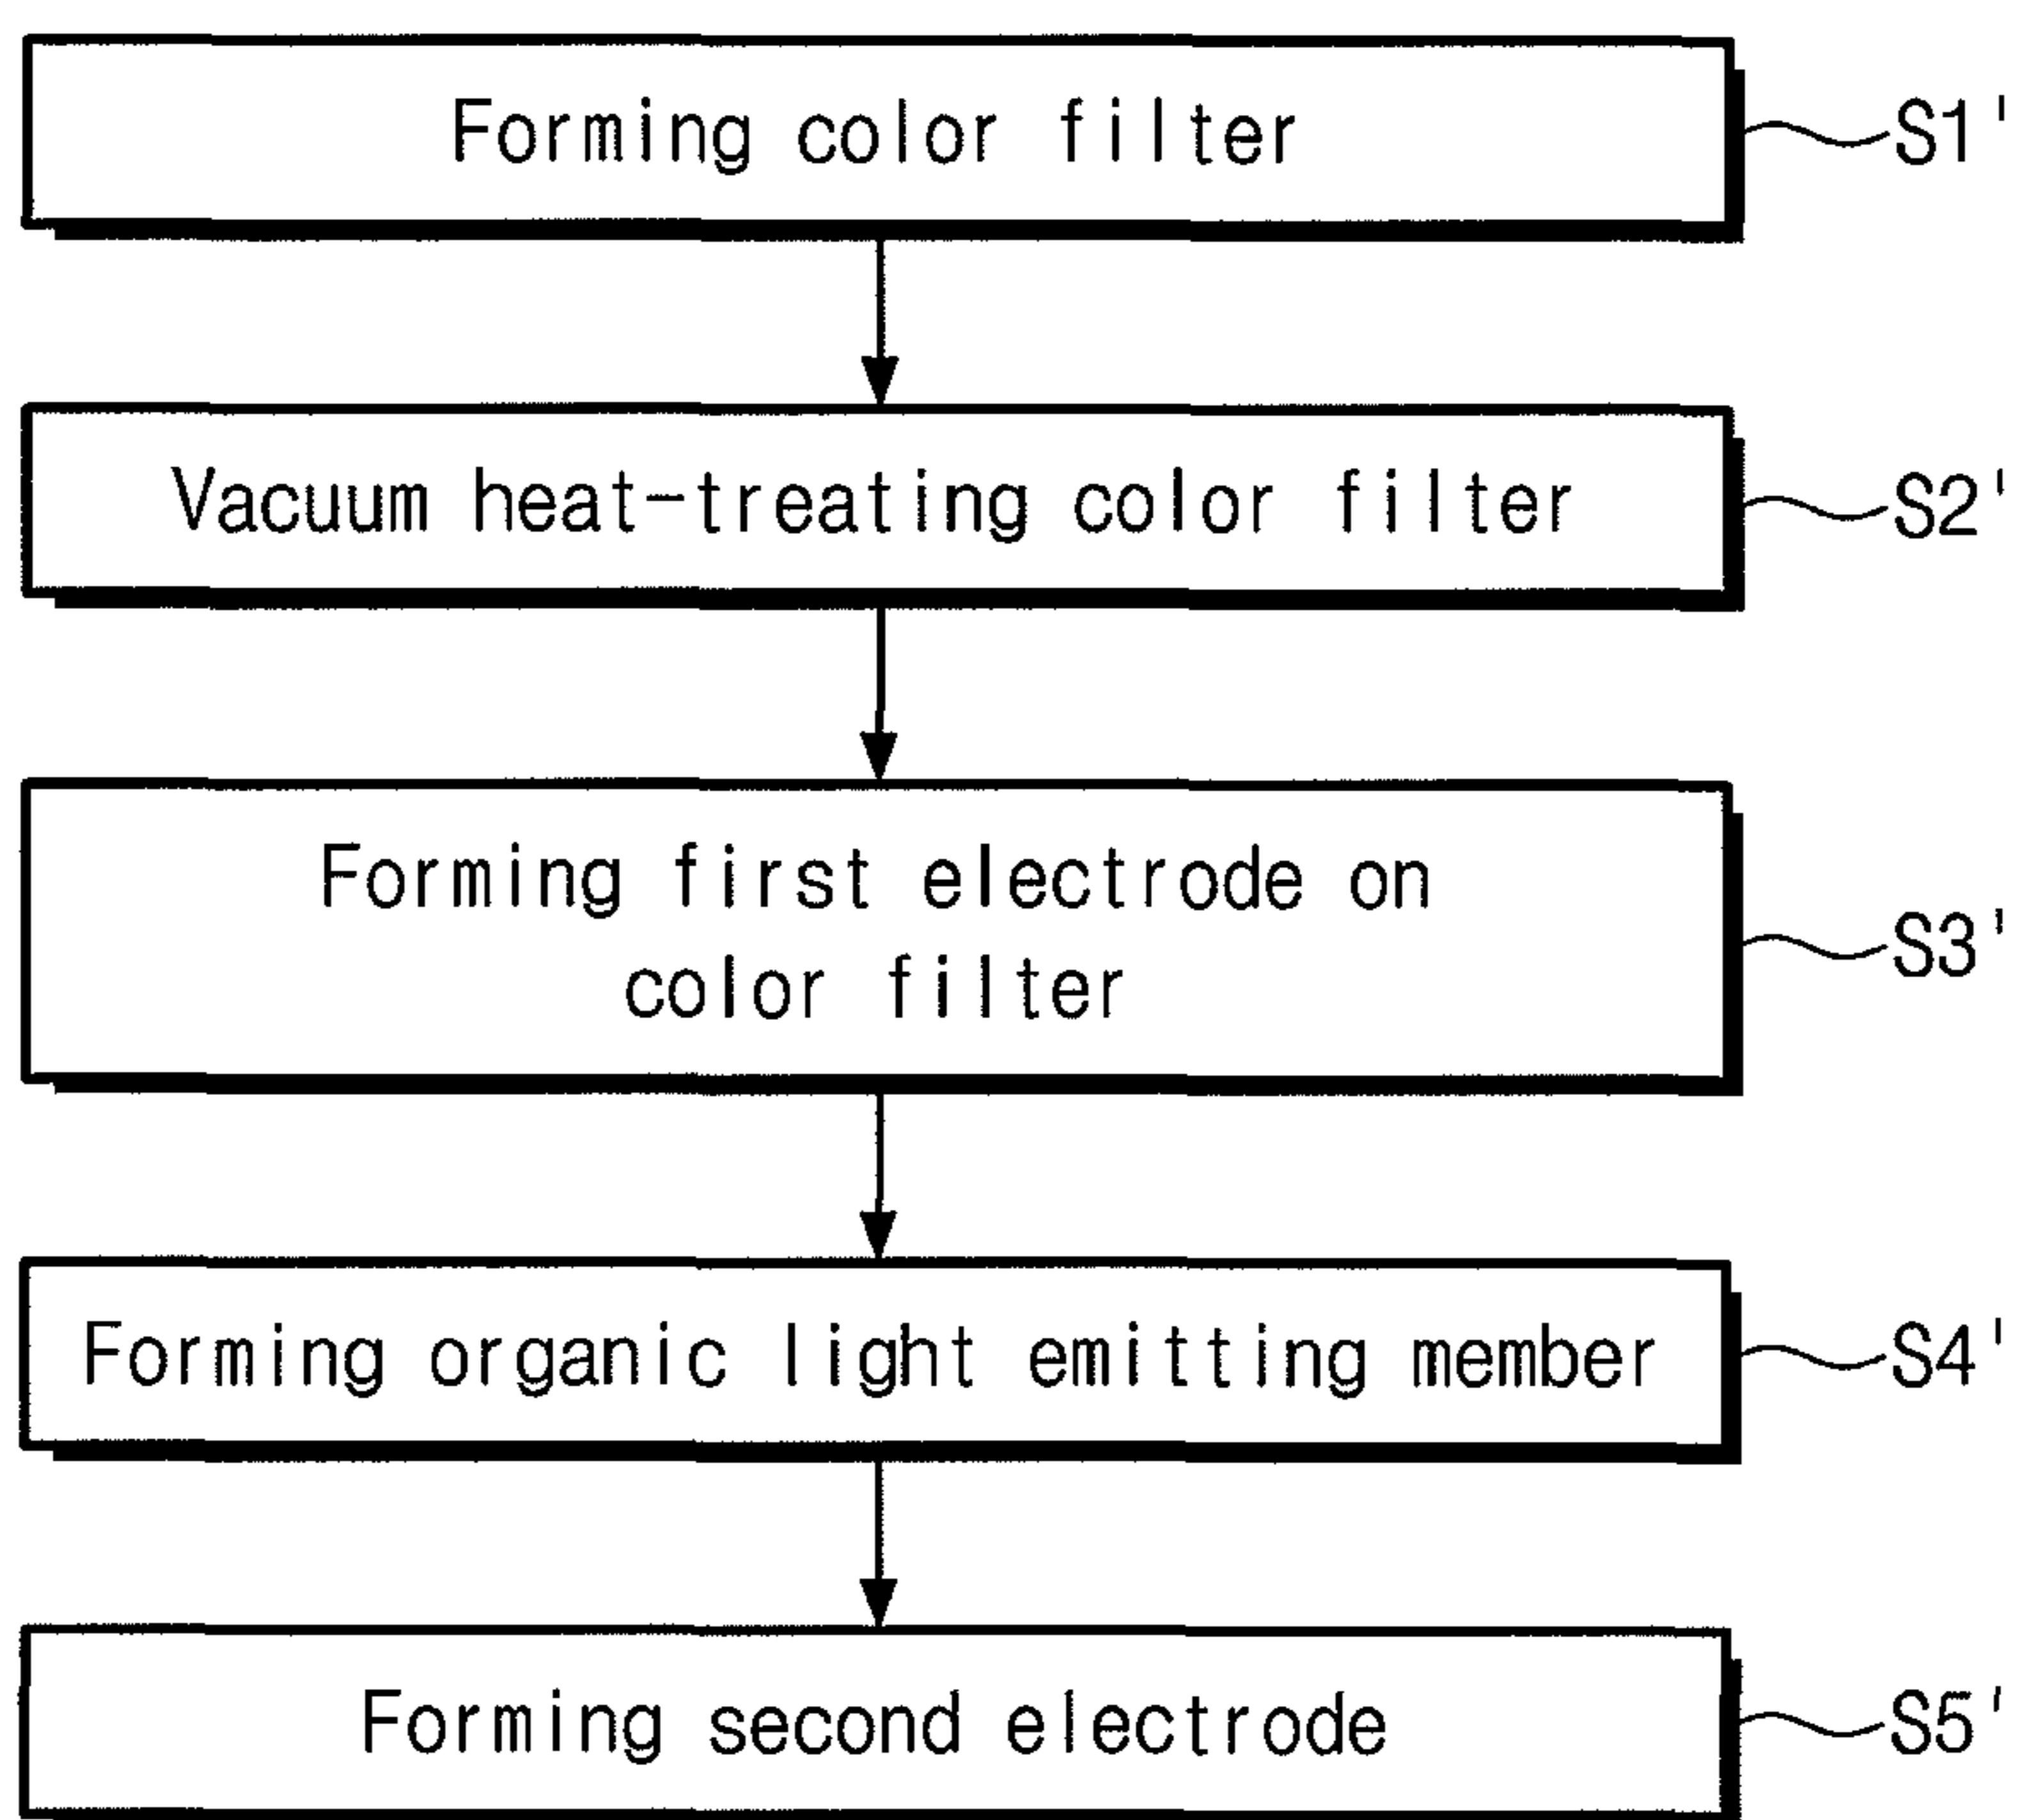 Forming color filter
S1'
Vacuum heat-treating color filter
S2'
Forming first electrode on
color filter
S3'
Forming organic light emitting member
S4'
Forming second electrode
S5'